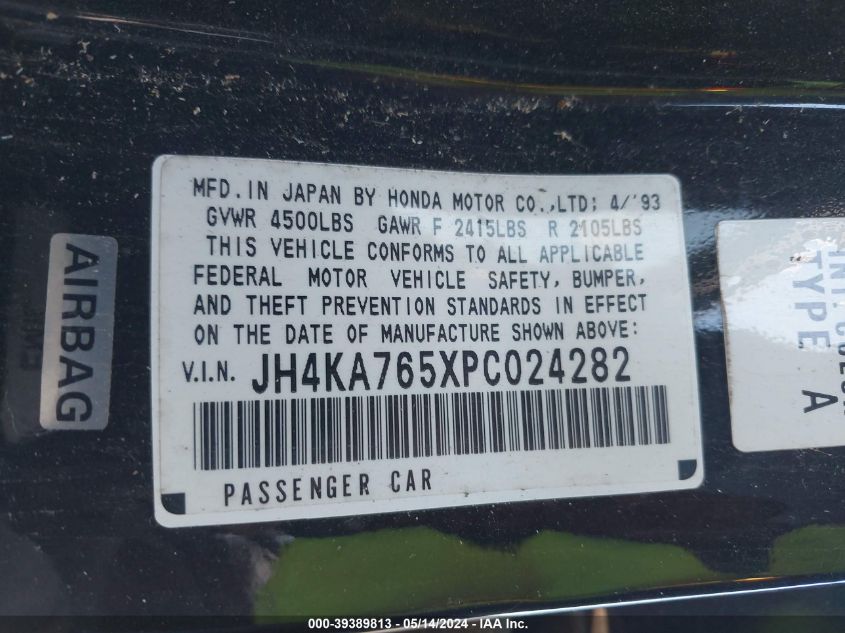 MFD. IN JAPAN BY HONDA MOTOR CO.,LTD; 4/'93
GVWR 4500LBS GAWR F 2415LBS R 2105LBS
THIS VEHICLE CONFORMS TO ALL APPLICABLE
FEDERAL MOTOR VEHICLE SAFETY, BUMPER,
AND THEFT PREVENTION STANDARDS IN EFFECT
ON THE DATE OF MANUFACTURE SHOWN ABOVE:
V.I.N. JH4KA765XPC024282
PASSENGER CAR
AIRBAG
INT.
TYPE A
000-39389813 - 05/14/2024 - IAA, INC.